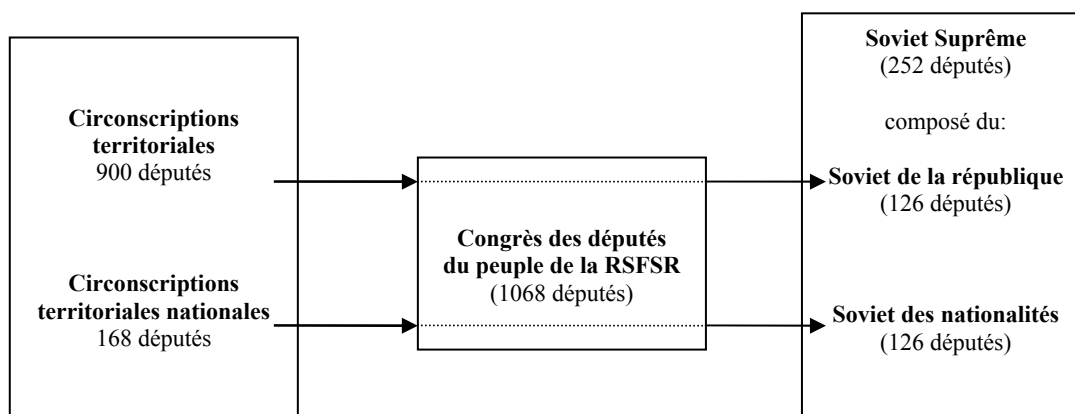 Circonscriptions
territoriales
900 députés
Circonscriptions
territoriales nationales
168 députés
Congrès des députés
du peuple de la RSFSR
(1068 députés)
Soviet Suprême
(252 députés)
composé du:
Soviet de la république
(126 députés)
Soviet des nationalités
(126 députés)